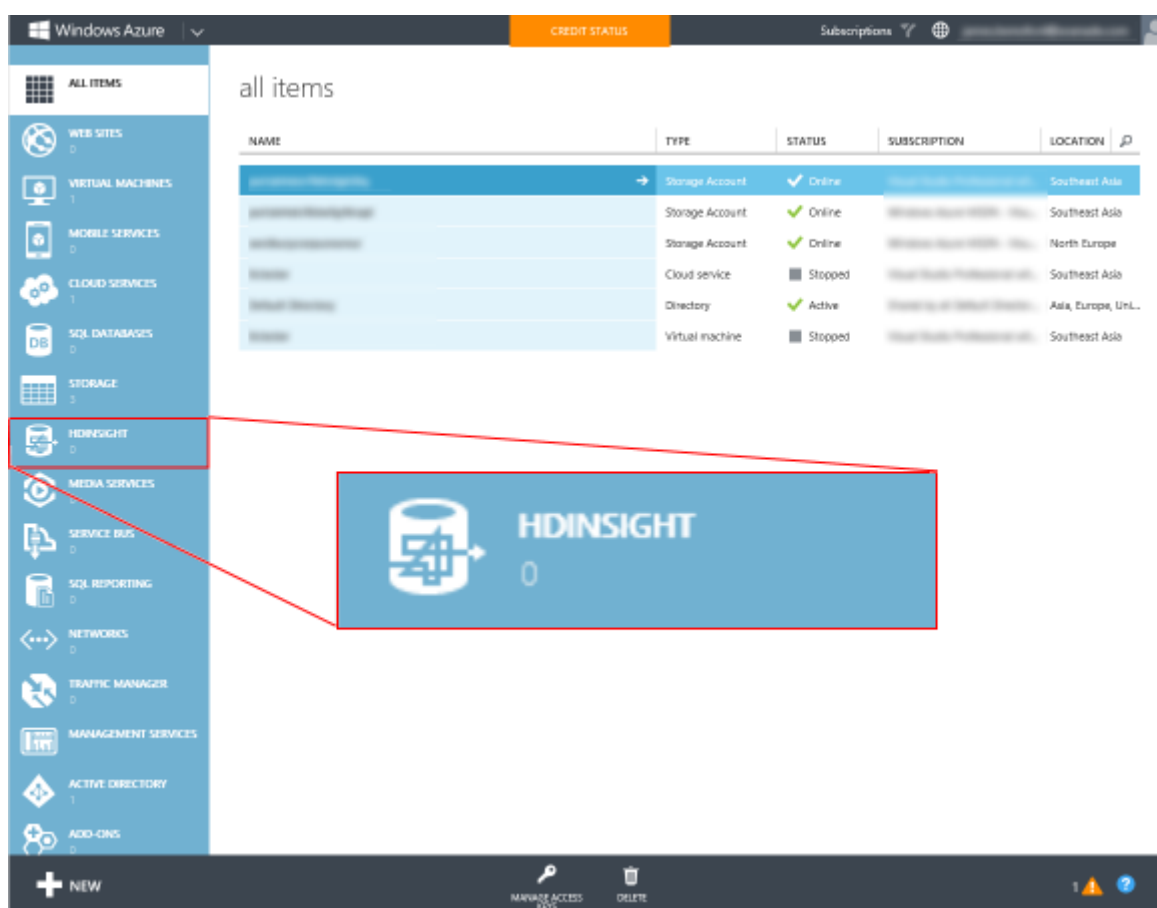 Windows Azure
CREDIT STATUS
Subscriptions
ALL ITEMS
WEB SITES
0
VIRTUAL MACHINES
1
MOBILE SERVICES
0
CLOUD SERVICES
1
SQL DATABASES
0
STORAGE
3
HDINSIGHT
0
MEDIA SERVICES
SERVICE BUS
0
SQL REPORTING
0
NETWORKS
0
TRAFFIC MANAGER
0
MANAGEMENT SERVICES
ACTIVE DIRECTORY
1
ADD-ONS
0
all items
NAME TYPE STATUS SUBSCRIPTION LOCATION
Storage Account Online Southeast Asia
Storage Account Online Southeast Asia
Storage Account Online North Europe
Cloud service Stopped Southeast Asia
Directory Active Asia, Europe, Uni...
Virtual machine Stopped Southeast Asia
HDINSIGHT
0
NEW
MANAGE ACCESS
KEYS
DELETE
1
?